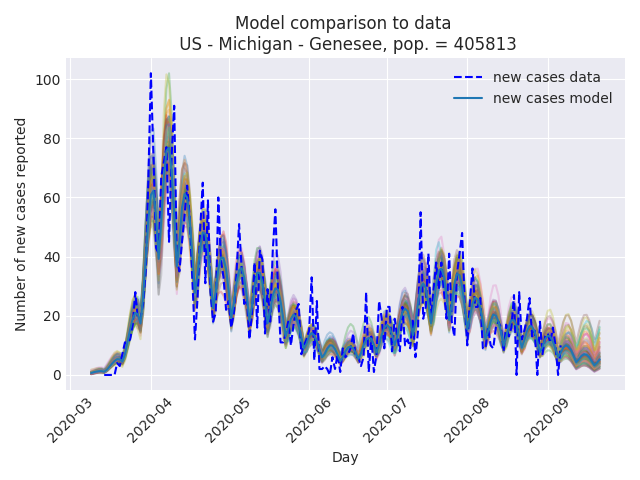 Model comparison to data
US - Michigan - Genesee, pop. = 405813
new cases data
new cases model
Number of new cases reported
100
80
60
40
20
0
2020-03
2020-04
2020-05
2020-06
2020-07
2020-08
2020-09
Day